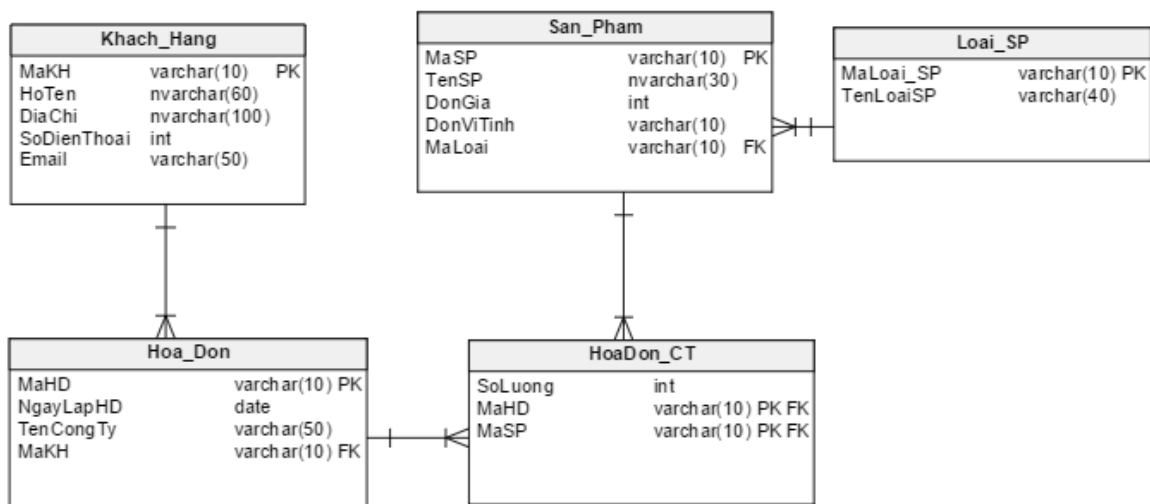 Khach_Hang
MaKH varchar(10) PK
HoTen nvarchar(60)
DiaChi nvarchar(100)
SoDienThoai int
Email varchar(50)
San_Pham
MaSP varchar(10) PK
TenSP nvarchar(30)
DonGia int
DonViTinh varchar(10)
MaLoai varchar(10) FK
Loai_SP
MaLoai_SP varchar(10) PK
TenLoaiSP varchar(40)
Hoa_Don
MaHD varchar(10) PK
NgayLapHD date
TenCongTy varchar(50)
MaKH varchar(10) FK
HoaDon_CT
SoLuong int
MaHD varchar(10) PK FK
MaSP varchar(10) PK FK